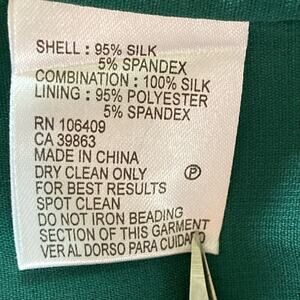 SHELL : 95% SILK
5% SPANDEX
COMBINATION : 100% SILK
LINING : 95% POLYESTER
5% SPANDEX
RN 106409
CA 39863
MADE IN CHINA
DRY CLEAN ONLY
P
FOR BEST RESULTS
SPOT CLEAN
DO NOT IRON BEADING
SECTION OF THIS GARMENT
VER AL DORSO PARA CUIDADO